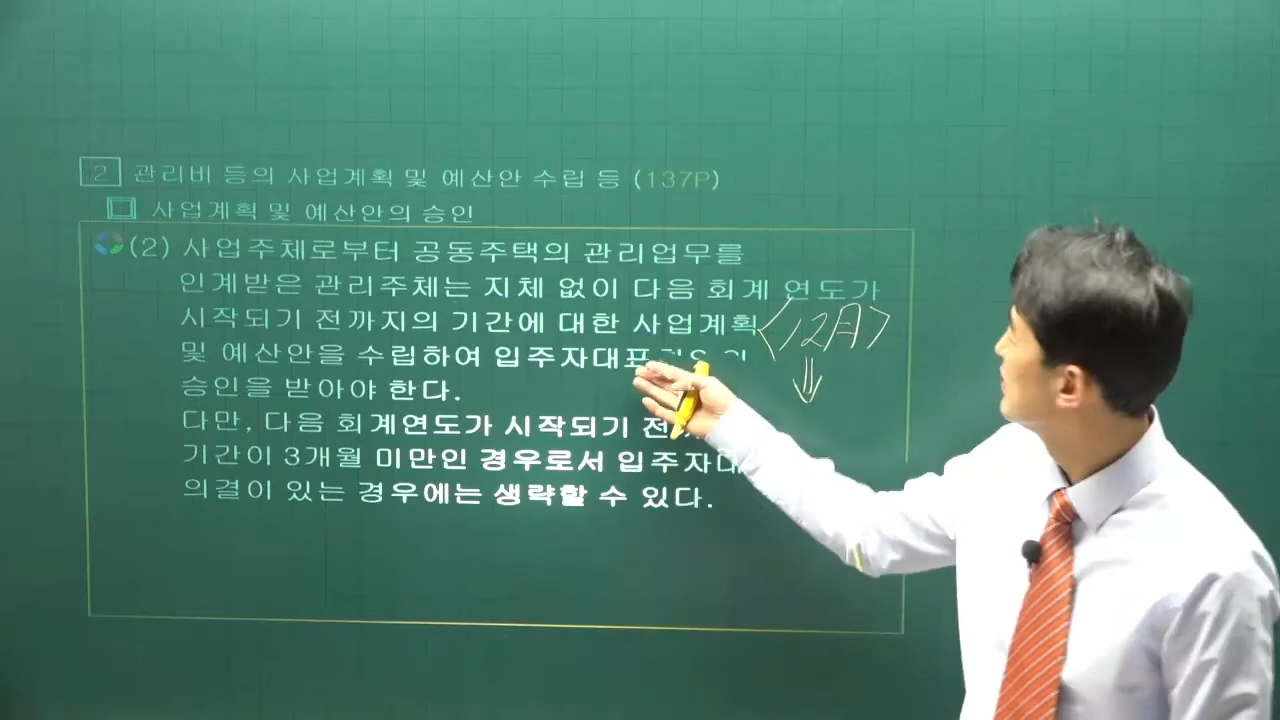 2 관리비 등의 사업계획 및 예산안 수립 등 (137P)
사업계획 및 예산안의 승인
(2) 사업주체로부터 공동주택의 관리업무를
인계받은 관리주체는 지체 없이 다음 회계 연도가
시작되기 전까지의 기간에 대한 사업계획
<12月>
및 예산안을 수립하여 입주자대표
승인을 받아야 한다.
다만, 다음 회계연도가 시작되기
기간이 3개월 미만인 경우로서
의결이 있는 경우에는 생략할 수 있다.